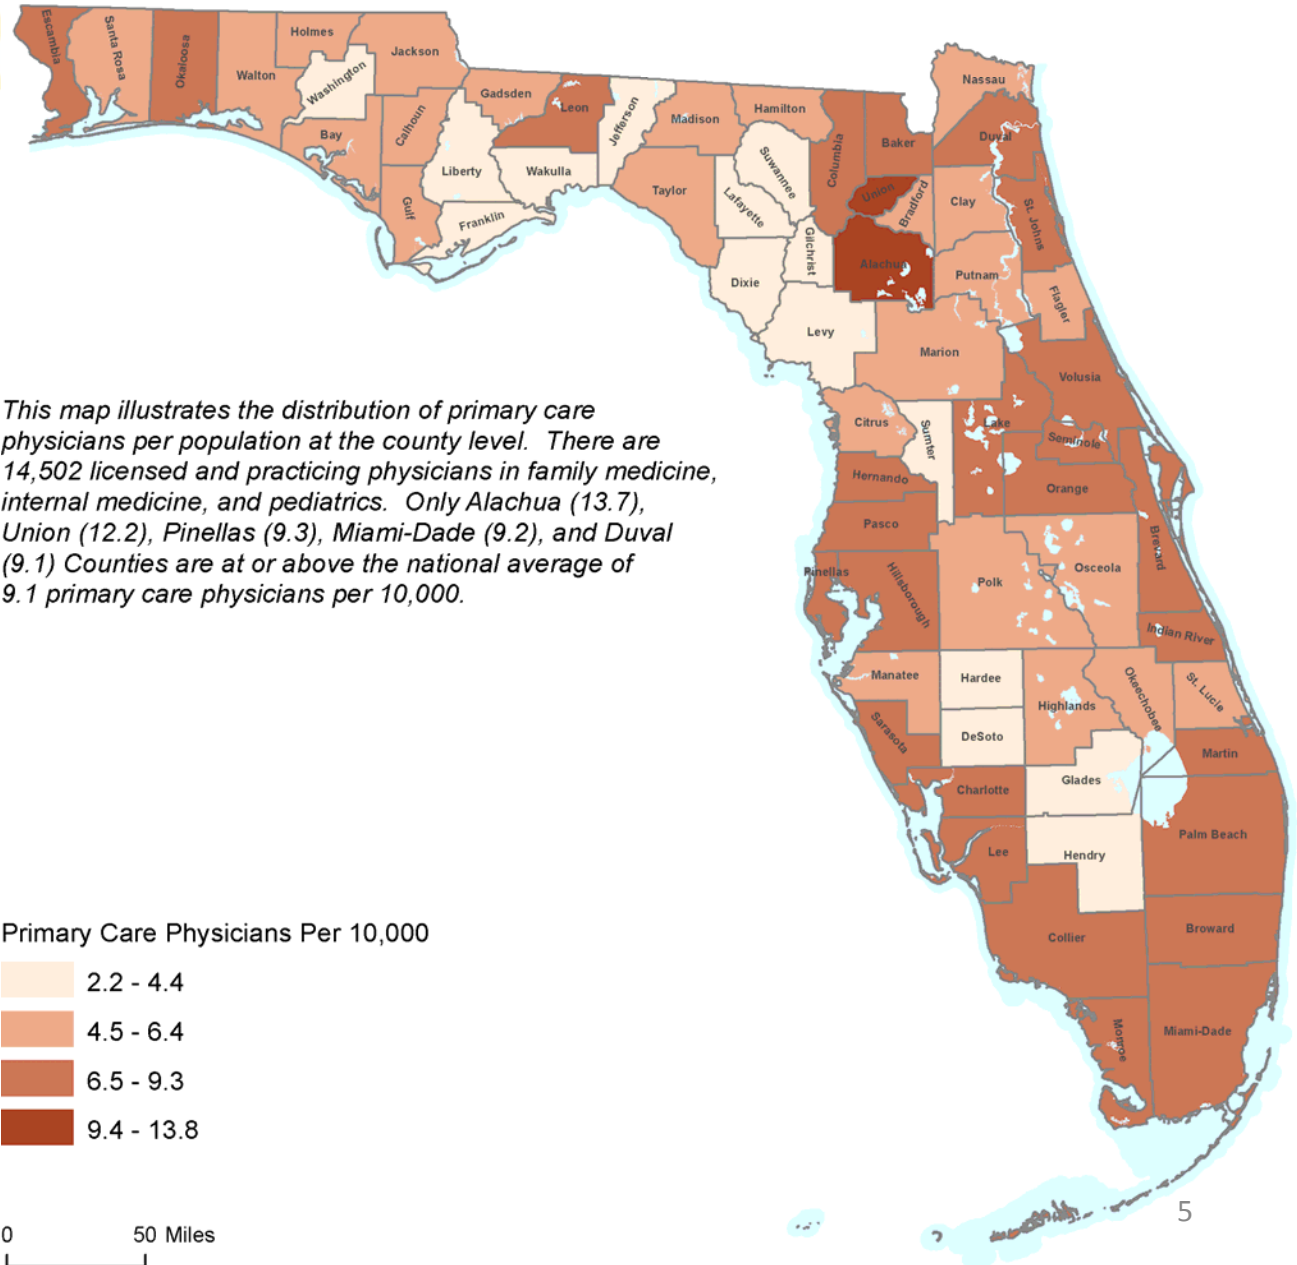 Escambia
Santa Rosa
Okaloosa
Walton
Holmes
Washington
Jackson
Bay
Calhoun
Gulf
Gadsden
Liberty
Franklin
Leon
Wakulla
Jefferson
Madison
Taylor
Hamilton
Suwannee
Lafayette
Dixie
Gilchrist
Levy
Columbia
Baker
Union
Bradford
Alachua
Nassau
Duval
Clay
St. Johns
Putnam
Flagler
Marion
Volusia
Citrus
Sumter
Lake
Seminole
Hernando
Orange
Pasco
Brevard
Pinellas
Hillsborough
Polk
Osceola
Indian River
Manatee
Hardee
Highlands
Okeechobee
St. Lucie
Sarasota
DeSoto
Martin
Charlotte
Glades
Lee
Hendry
Palm Beach
Collier
Broward
Monroe
Miami-Dade
This map illustrates the distribution of primary care
physicians per population at the county level. There are
14,502 licensed and practicing physicians in family medicine,
internal medicine, and pediatrics. Only Alachua (13.7),
Union (12.2), Pinellas (9.3), Miami-Dade (9.2), and Duval
(9.1) Counties are at or above the national average of
9.1 primary care physicians per 10,000.
Primary Care Physicians Per 10,000
2.2 - 4.4
4.5 - 6.4
6.5 - 9.3
9.4 - 13.8
0 50 Miles
5